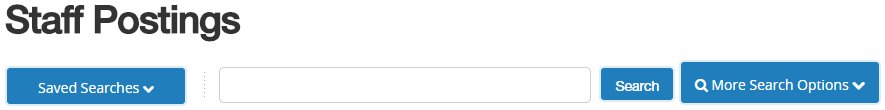 Staff Postings
Saved Searches Search More Search Options